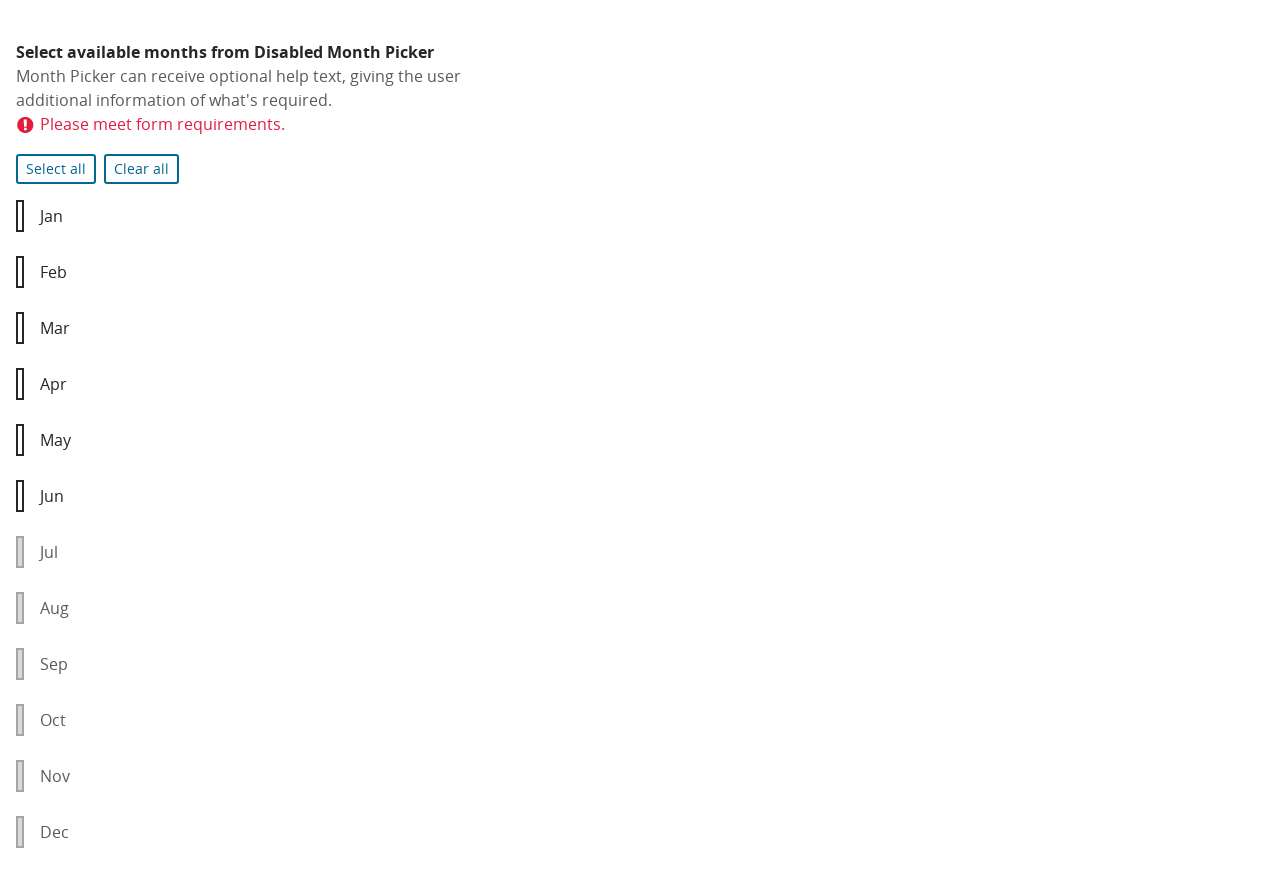 Select available months from Disabled Month Picker
Month Picker can receive optional help text, giving the user
additional information of what's required.
Please meet form requirements.
Select all Clear all
Jan
Feb
Mar
Apr
May
Jun
Jul
Aug
Sep
Oct
Nov
Dec